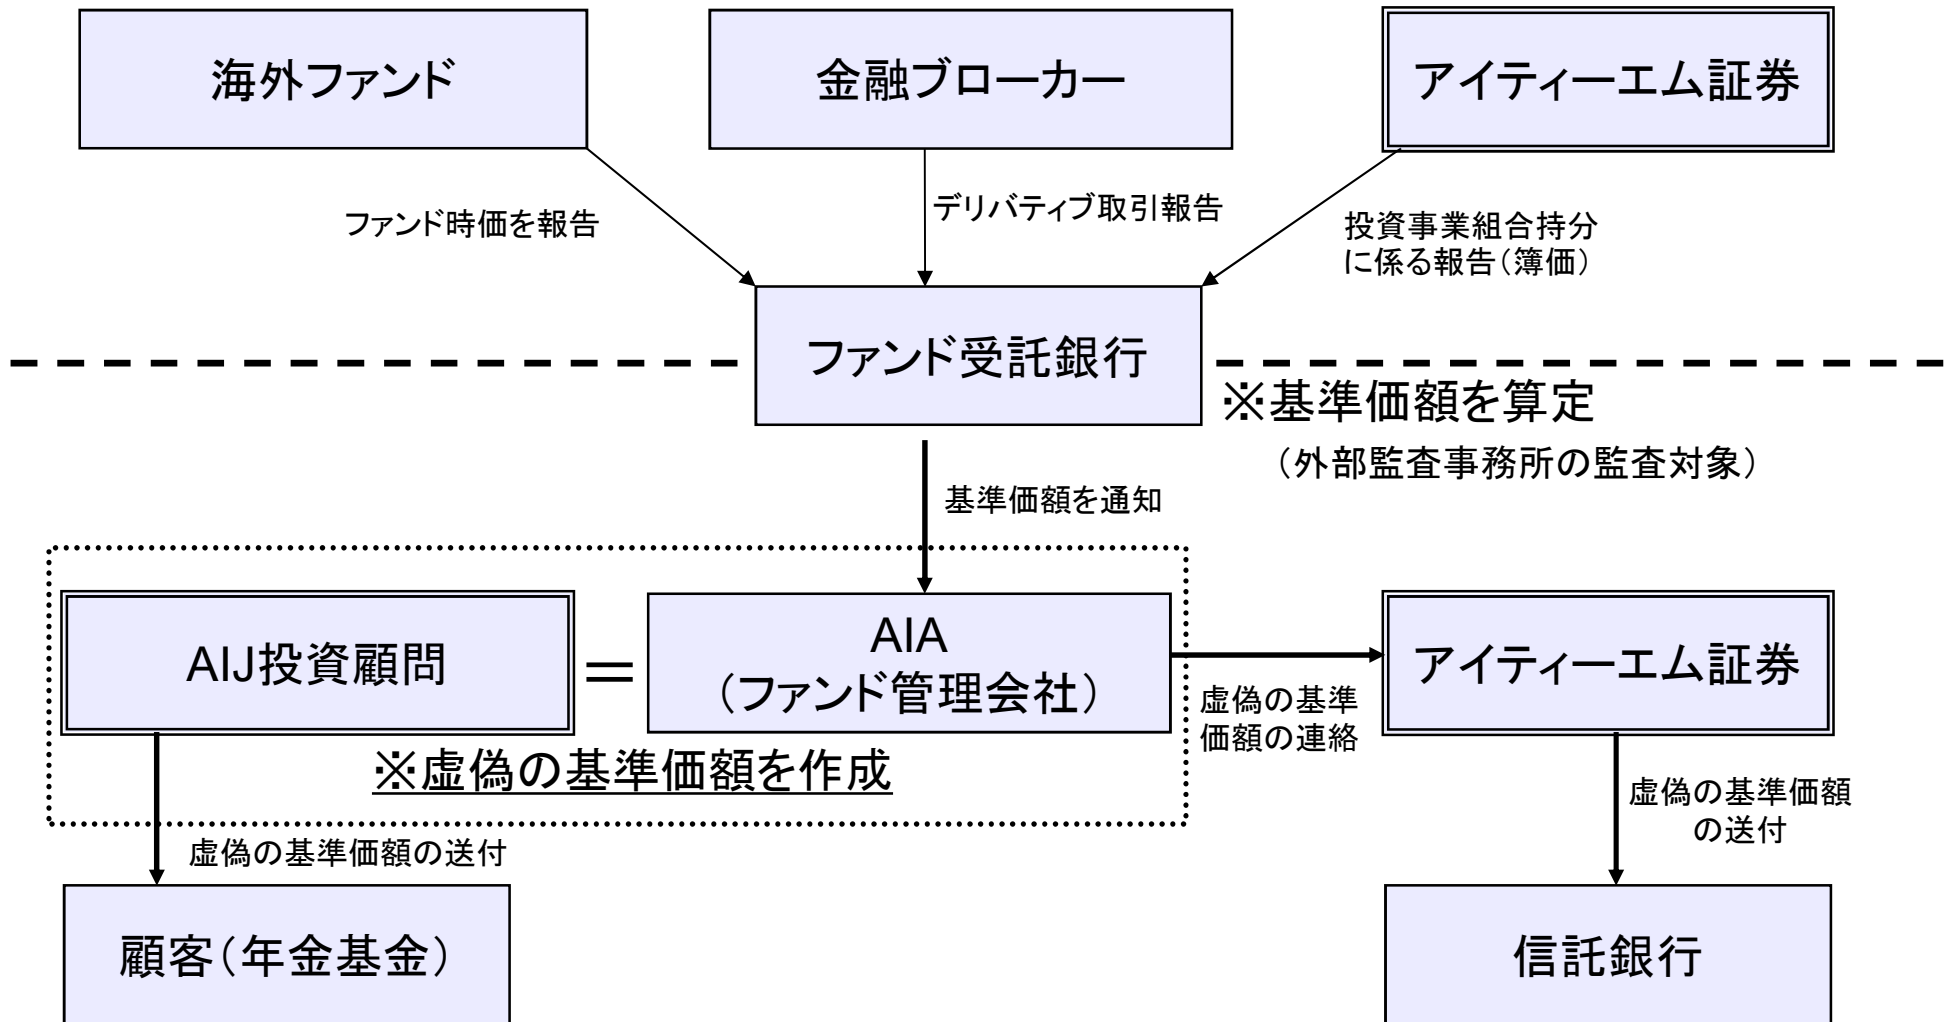 海外ファンド
金融ブローカー
アイティーエム証券
ファンド時価を報告
デリバティブ取引報告
投資事業組合持分
に係る報告（簿価）
ファンド受託銀行
※基準価額を算定
（外部監査事務所の監査対象）
基準価額を通知
AIJ投資顧問
＝
AIA
（ファンド管理会社）
アイティーエム証券
虚偽の基準
価額の連絡
※虚偽の基準価額を作成
虚偽の基準価額
の送付
虚偽の基準価額の送付
顧客（年金基金）
信託銀行